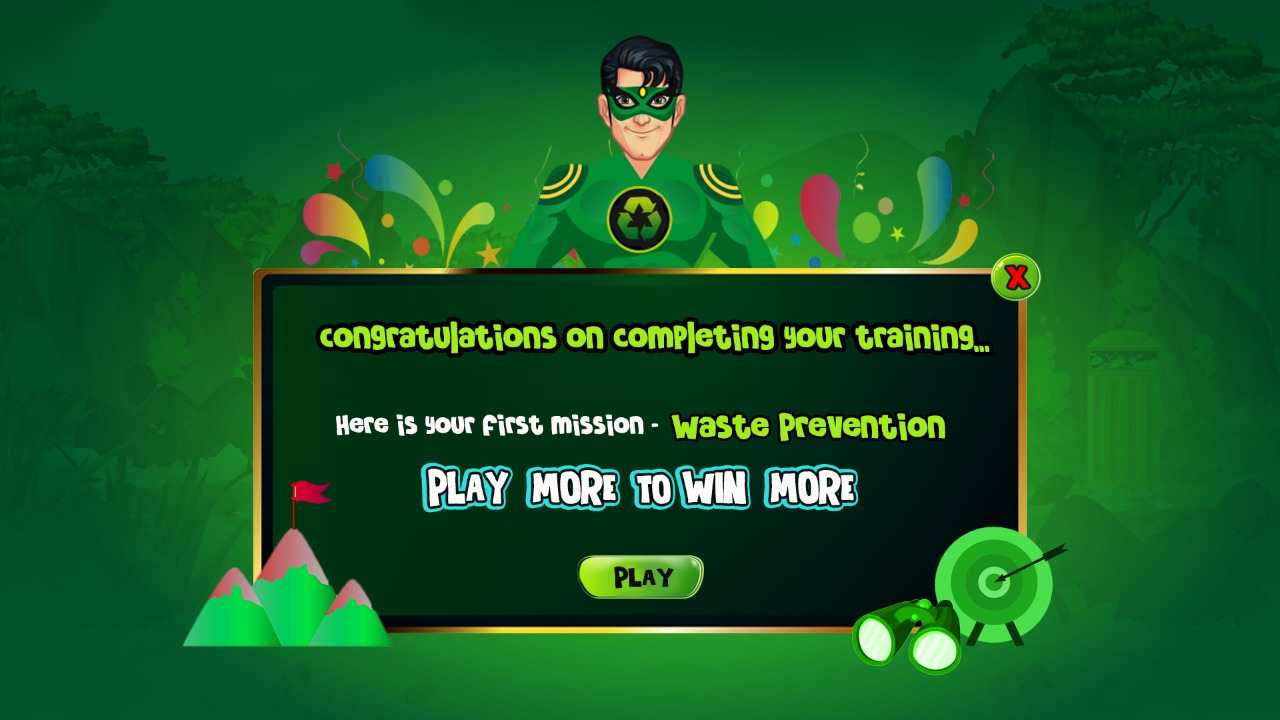 congratulations on completing your training...
X
Here is your first mission - Waste Prevention
PLAY MORE TO WIN MORE
PLAY